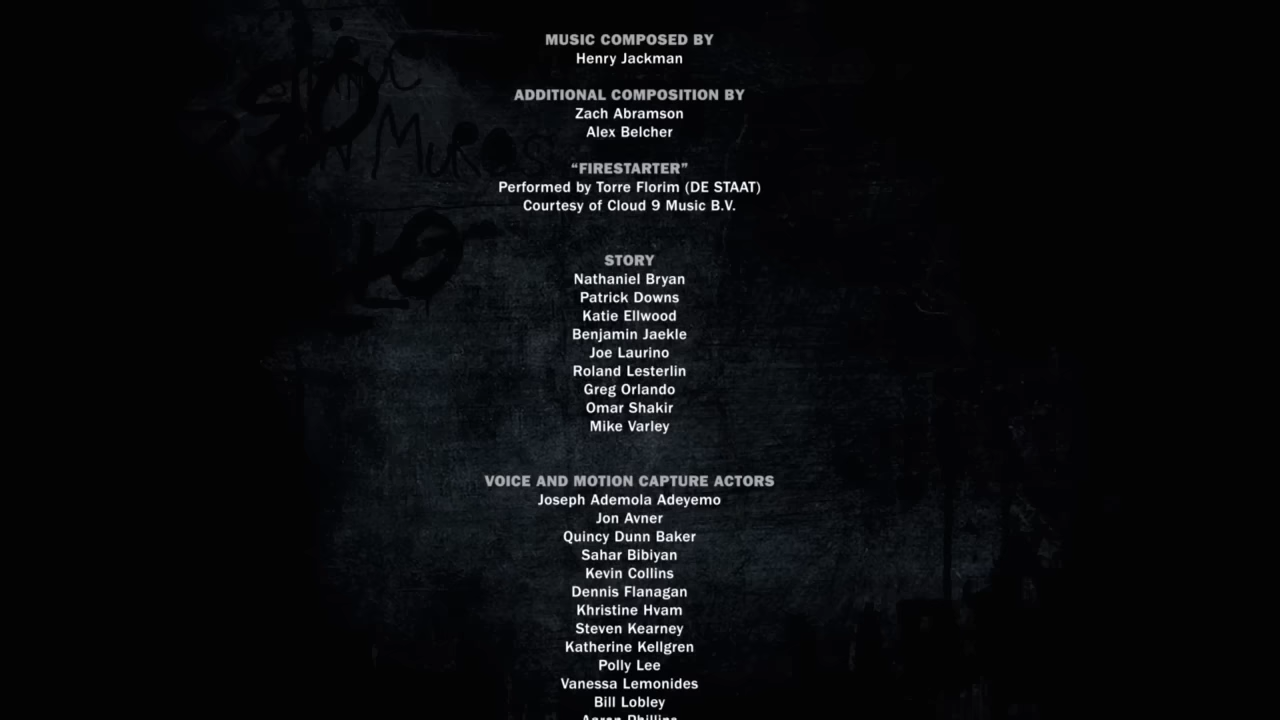 MUSIC COMPOSED BY
Henry Jackman
ADDITIONAL COMPOSITION BY
Zach Abramson
Alex Belcher
“FIRESTARTER”
Performed by Torre Florim (DE STAAT)
Courtesy of Cloud 9 Music B.V.
STORY
Nathaniel Bryan
Patrick Downs
Katie Ellwood
Benjamin Jaekle
Joe Laurino
Roland Lesterlin
Greg Orlando
Omar Shakir
Mike Varley
VOICE AND MOTION CAPTURE ACTORS
Joseph Ademola Adeyemo
Jon Avner
Quincy Dunn Baker
Sahar Bibiyan
Kevin Collins
Dennis Flanagan
Khristine Hvam
Steven Kearney
Katherine Kellgren
Polly Lee
Vanessa Lemonides
Bill Lobley
Aaron Phillips